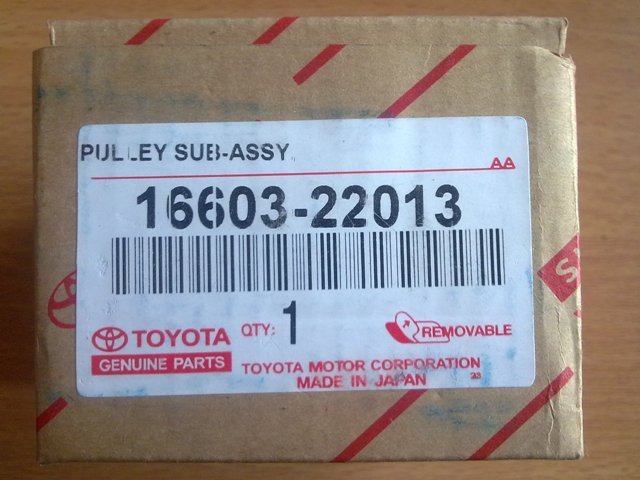 PULLEY SUB-ASSY
AA
16603-22013
TOYOTA
GENUINE PARTS
QTY: 1
REMOVABLE
TOYOTA MOTOR CORPORATION
MADE IN JAPAN